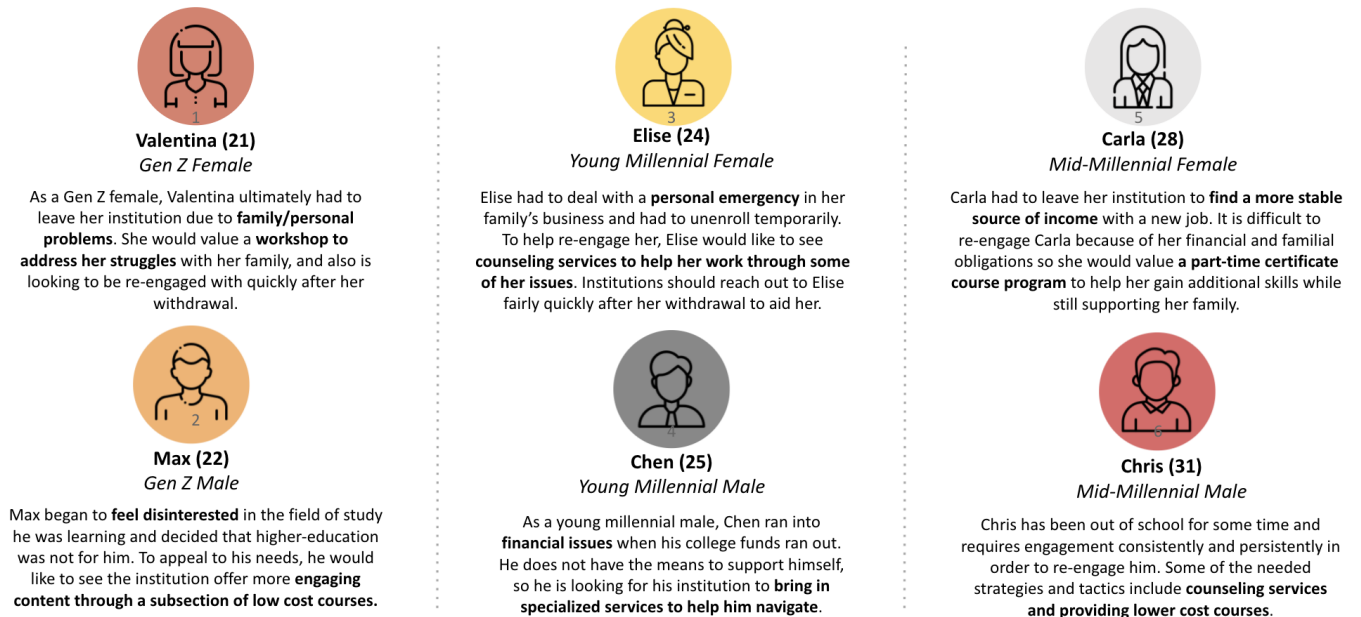 1
Valentina (21)
Gen Z Female
As a Gen Z female, Valentina ultimately had to
leave her institution due to family/personal
problems. She would value a workshop to
address her struggles with her family, and also is
looking to be re-engaged with quickly after her
withdrawal.
2
Max (22)
Gen Z Male
Max began to feel disinterested in the field of study
he was learning and decided that higher-education
was not for him. To appeal to his needs, he would
like to see the institution offer more engaging
content through a subsection of low cost courses.
3
Elise (24)
Young Millennial Female
Elise had to deal with a personal emergency in her
family's business and had to unenroll temporarily.
To help re-engage her, Elise would like to see
counseling services to help her work through some
of her issues. Institutions should reach out to Elise
fairly quickly after her withdrawal to aid her.
4
Chen (25)
Young Millennial Male
As a young millennial male, Chen ran into
financial issues when his college funds ran out.
He does not have the means to support himself,
so he is looking for his institution to bring in
specialized services to help him navigate.
5
Carla (28)
Mid-Millennial Female
Carla had to leave her institution to find a more stable
source of income with a new job. It is difficult to
re-engage Carla because of her financial and familial
obligations so she would value a part-time certificate
course program to help her gain additional skills while
still supporting her family.
6
Chris (31)
Mid-Millennial Male
Chris has been out of school for some time and
requires engagement consistently and persistently in
order to re-engage him. Some of the needed
strategies and tactics include counseling services
and providing lower cost courses.